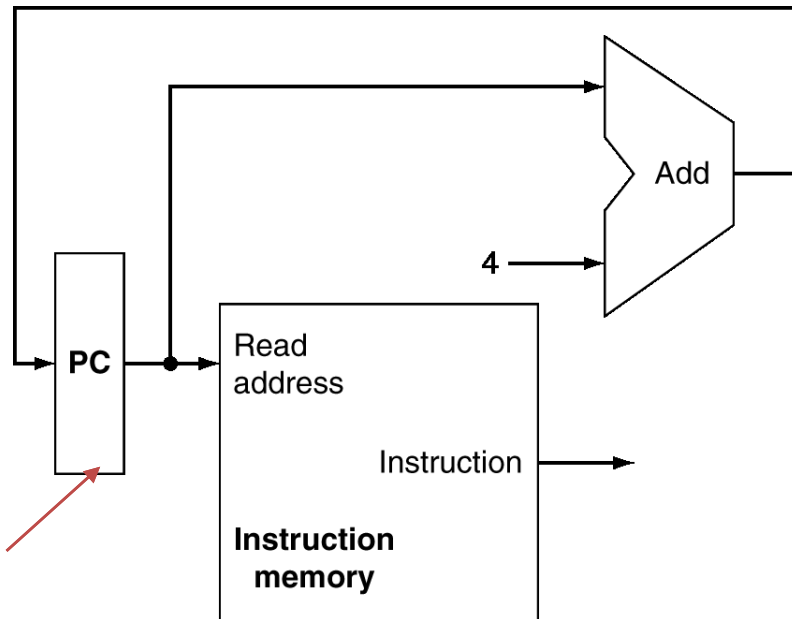 Add
4
PC
Read
address
Instruction
Instruction
memory